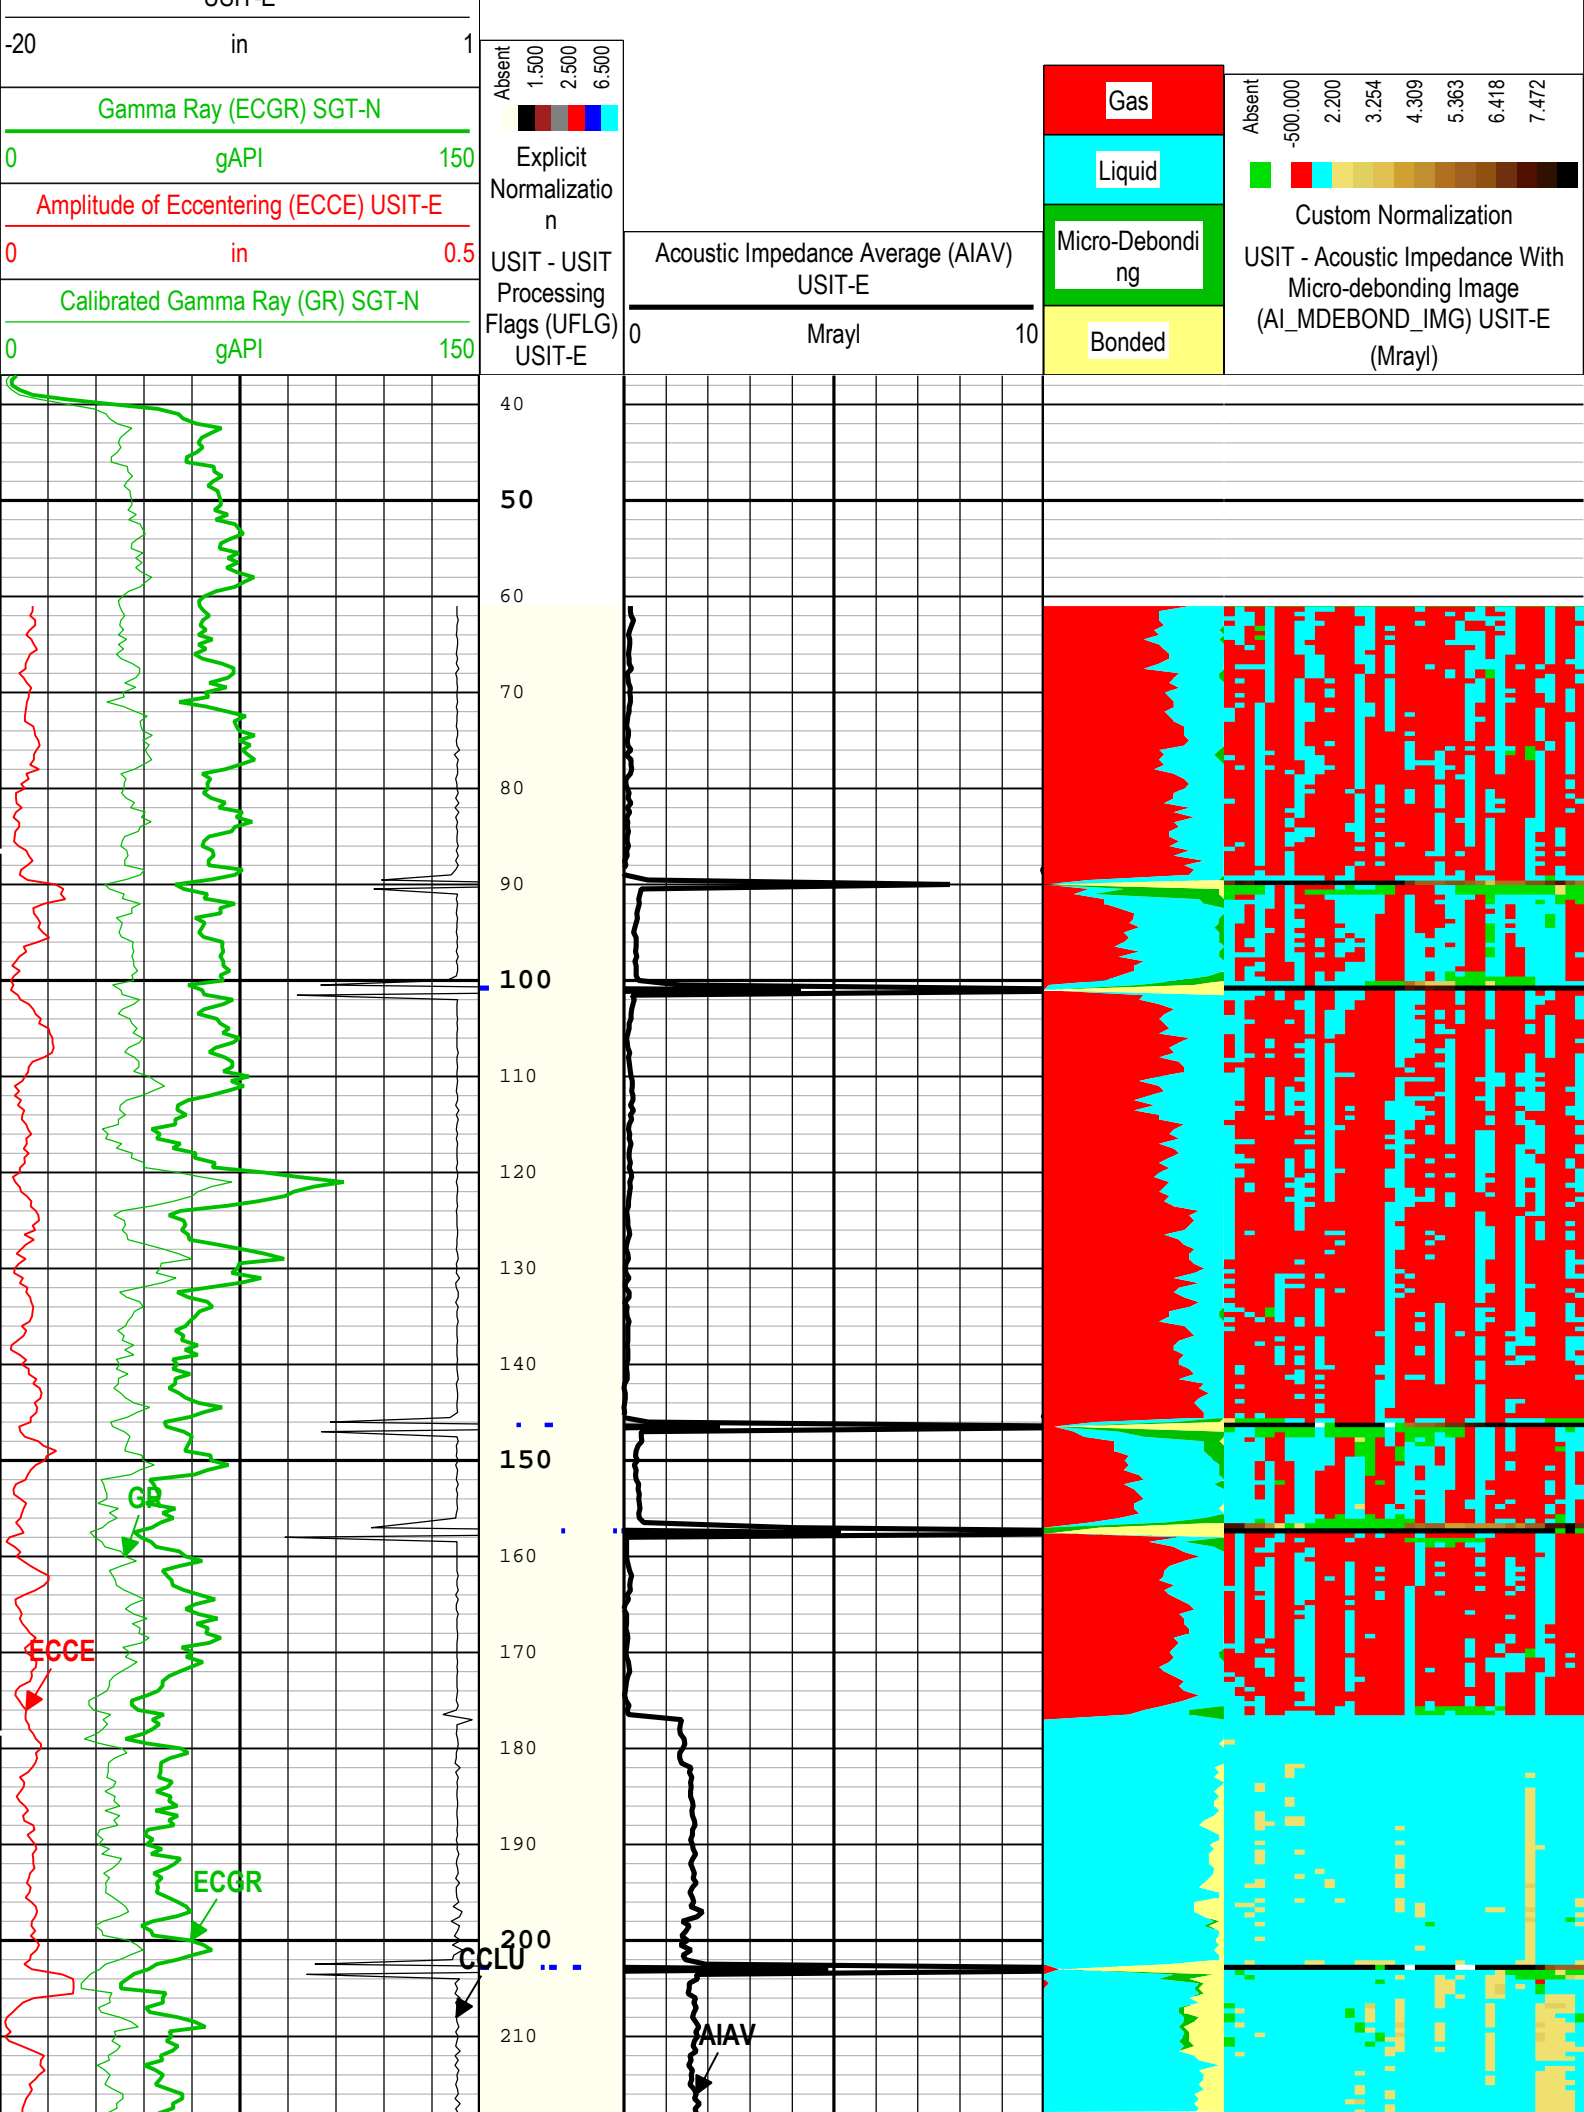 USIT-E
-20 in 1
Gamma Ray (ECGR) SGT-N
0 gAPI 150
Amplitude of Eccentering (ECCE) USIT-E
0 in 0.5
Calibrated Gamma Ray (GR) SGT-N
0 gAPI 150
Absent
1.500
2.500
6.500
Explicit
Normalizatio
n
USIT - USIT
Processing
Flags (UFLG)
USIT-E
Acoustic Impedance Average (AIAV)
USIT-E
0 Mrayl 10
Gas
Liquid
Micro-Debondi
ng
Bonded
Absent
-500.000
2.200
3.254
4.309
5.363
6.418
7.472
Custom Normalization
USIT - Acoustic Impedance With
Micro-debonding Image
(AI_MDEBOND_IMG) USIT-E
(Mrayl)
40
50
60
70
80
90
100
110
120
130
140
150
GR
160
ECCE
170
180
190
ECGR
200
CCLU
210
AIAV